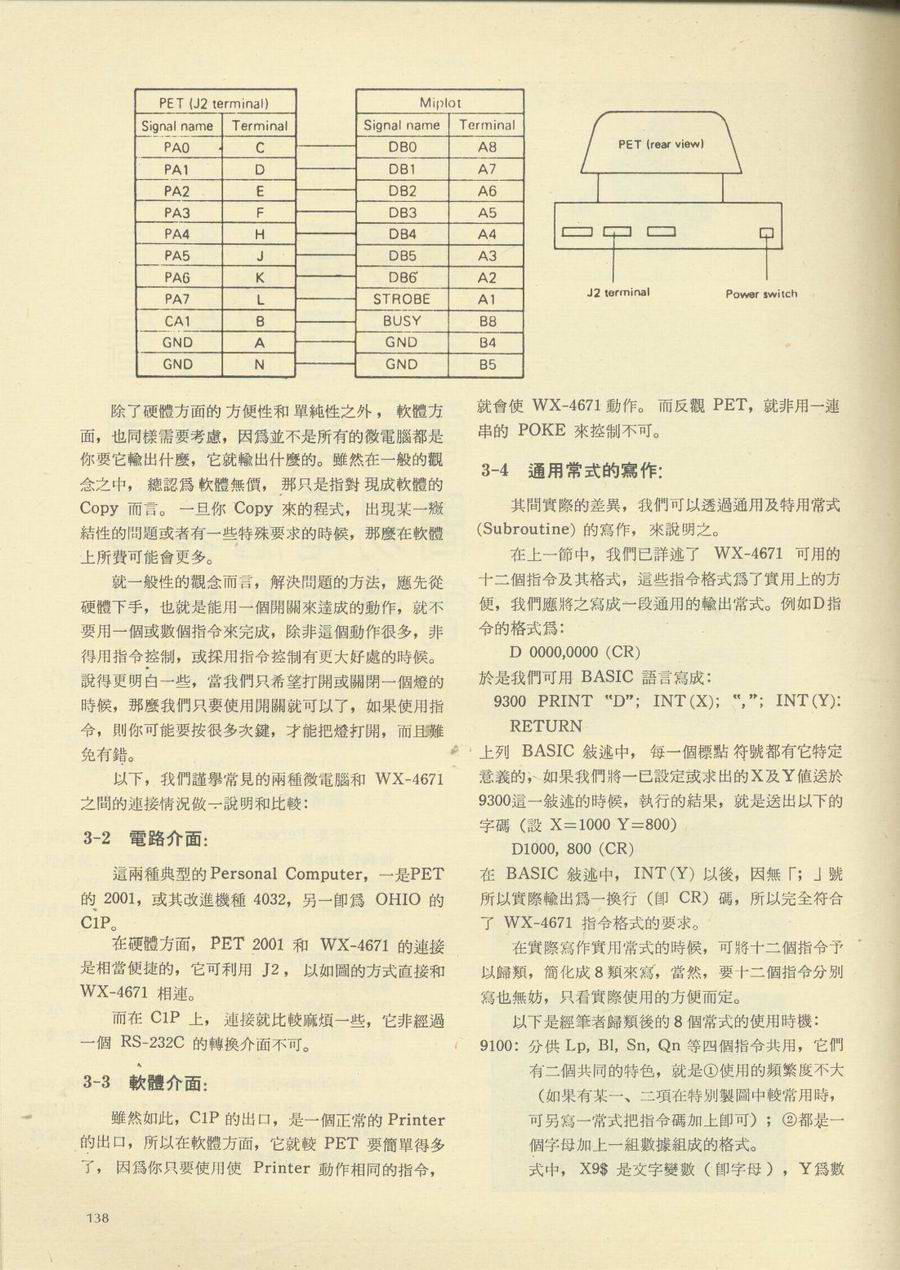 PET (J2 terminal) Miplot
Signal name Terminal Signal name Terminal
PA0 C DB0 A8
PA1 D DB1 A7
PA2 E DB2 A6
PA3 F DB3 A5
PA4 H DB4 A4
PA5 J DB5 A3
PA6 K DB6 A2
PA7 L STROBE A1
CA1 B BUSY B8
GND A GND B4
GND N GND B5
PET (rear view)
J2 terminal Power switch
除了硬體方面的方便性和單純性之外，軟體方
面，也同樣需要考慮，因爲並不是所有的微電腦都是
你要它輸出什麼，它就輸出什麼的。雖然在一般的觀
念之中，總認爲軟體無價，那只是指對現成軟體的
Copy 而言。一旦你 Copy 來的程式，出現某一癥
結性的問題或者有一些特殊要求的時候，那麼在軟體
上所費可能會更多。
就一般性的觀念而言，解決問題的方法，應先從
硬體下手，也就是能用一個開關來達成的動作，就不
要用一個或數個指令來完成，除非這個動作很多，非
得用指令控制，或採用指令控制有更大好處的時候。
說得更明白一些，當我們只希望打開或關閉一個燈的
時候，那麼我們只要使用開關就可以了，如果使用指
令，則你可能要按很多次鍵，才能把燈打開，而且難
免有錯。
以下，我們謹舉常見的兩種微電腦和 WX-4671
之間的連接情況做一說明和比較：
3-2 電路介面：
這兩種典型的 Personal Computer，一是PET
的 2001，或其改進機種 4032，另一卽爲 OHIO 的
C1P。
在硬體方面，PET 2001 和 WX-4671 的連接
是相當便捷的，它可利用 J2，以如圖的方式直接和
WX-4671 相連。
而在 C1P 上，連接就比較麻煩一些，它非經過
一個 RS-232C 的轉換介面不可。
3-3 軟體介面：
雖然如此，C1P 的出口，是一個正常的 Printer
的出口，所以在軟體方面，它就較 PET 要簡單得多
了，因爲你只要使用使 Printer 動作相同的指令，
就會使 WX-4671 動作。而反觀 PET，就非用一連
串的 POKE 來控制不可。
3-4 通用常式的寫作：
其間實際的差異，我們可以透過通用及特用常式
(Subroutine) 的寫作，來說明之。
在上一節中，我們已詳述了 WX-4671 可用的
十二個指令及其格式，這些指令格式爲了實用上的方
便，我們應將之寫成一段通用的輸出常式。例如D指
令的格式爲：
D 0000,0000 (CR)
於是我們可用 BASIC 語言寫成：
9300 PRINT “D”; INT(X); “,”; INT(Y):
RETURN
上列 BASIC 敍述中，每一個標點符號都有它特定
意義的，如果我們將一已設定或求出的X及Y値送於
9300這一敍述的時候，執行的結果，就是送出以下的
字碼（設 X=1000 Y=800）
D1000, 800 (CR)
在 BASIC 敍述中，INT(Y) 以後，因無「；」號
所以實際輸出爲一換行（卽 CR）碼，所以完全符合
了 WX-4671 指令格式的要求。
在實際寫作實用常式的時候，可將十二個指令予
以歸類，簡化成8類來寫，當然，要十二個指令分別
寫也無妨，只看實際使用的方便而定。
以下是經筆者歸類後的8個常式的使用時機：
9100：分供 Lp, Bl, Sn, Qn 等四個指令共用，它們
有二個共同的特色，就是①使用的頻繁度不大
（如果有某一、二項在特別製圖中較常用時，
可另寫一常式把指令碼加上卽可）；②都是一
個字母加上一組數據組成的格式。
式中，X9$ 是文字變數（卽字母），Y爲數
138